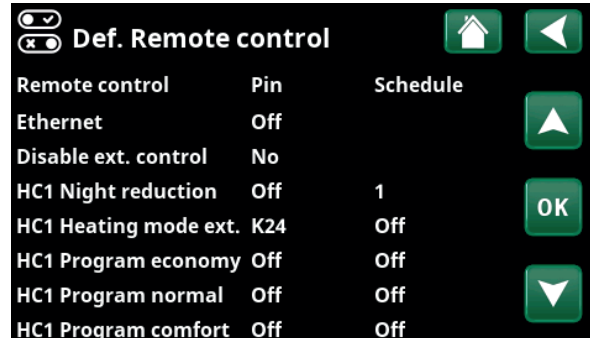 Def. Remote control
Remote control Pin Schedule
Ethernet Off
Disable ext. control No
HC1 Night reduction Off 1
OK
HC1 Heating mode ext. K24 Off
HC1 Program economy Off Off
HC1 Program normal Off Off
HC1 Program comfort Off Off